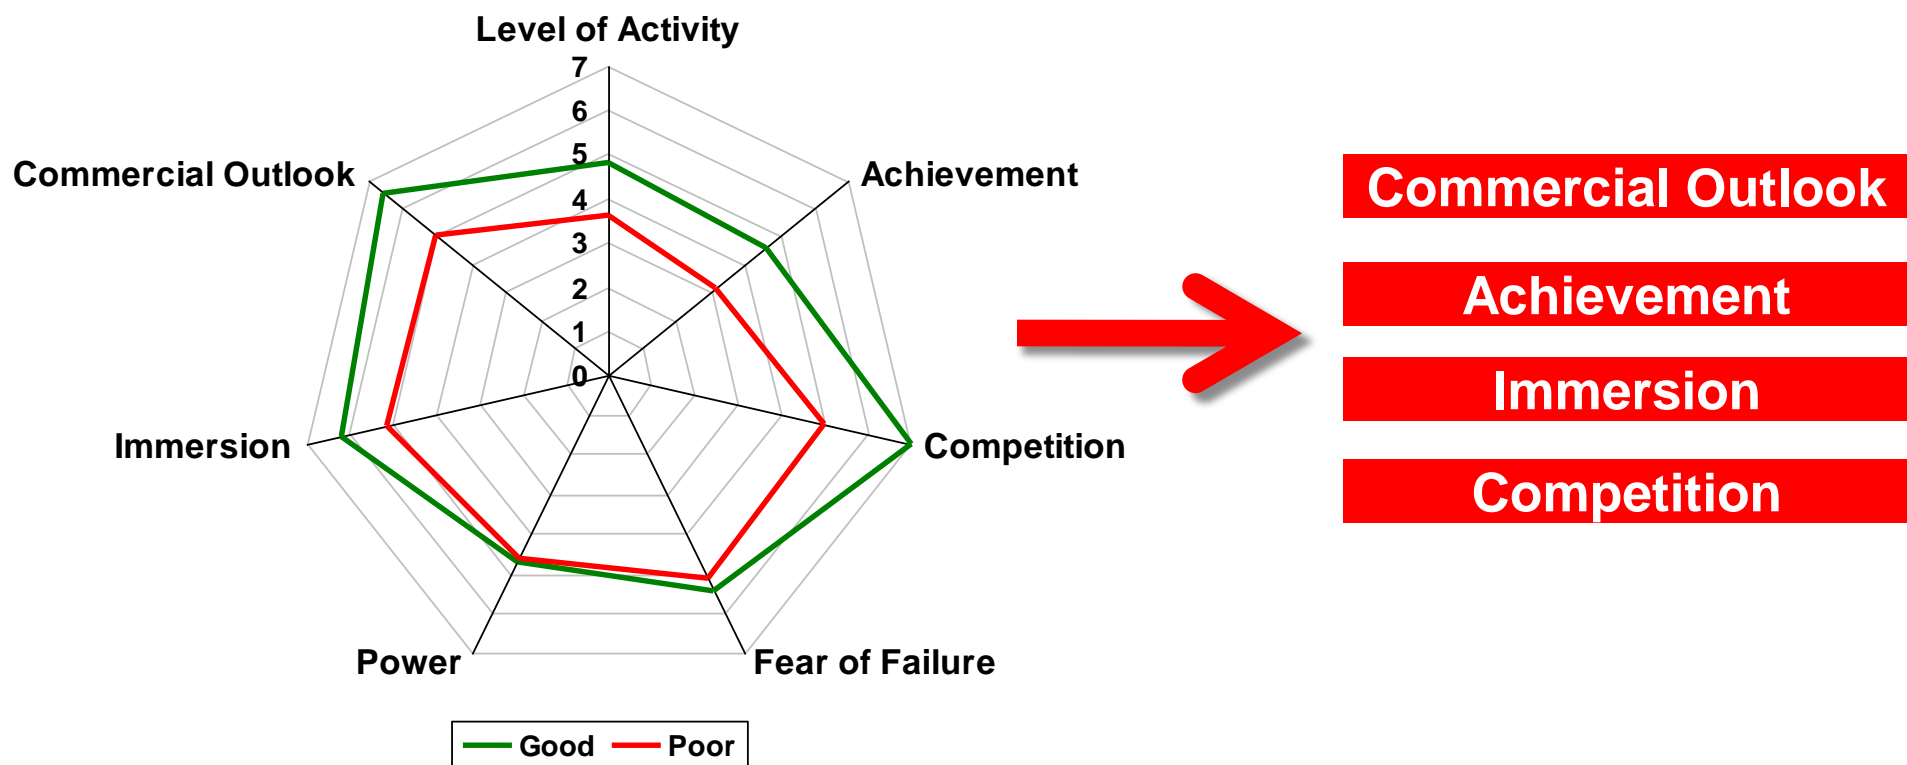 Level of Activity
7
6
5
4
3
2
1
0
Commercial Outlook
Achievement
Immersion
Competition
Power
Fear of Failure
Good Poor
Commercial Outlook
Achievement
Immersion
Competition